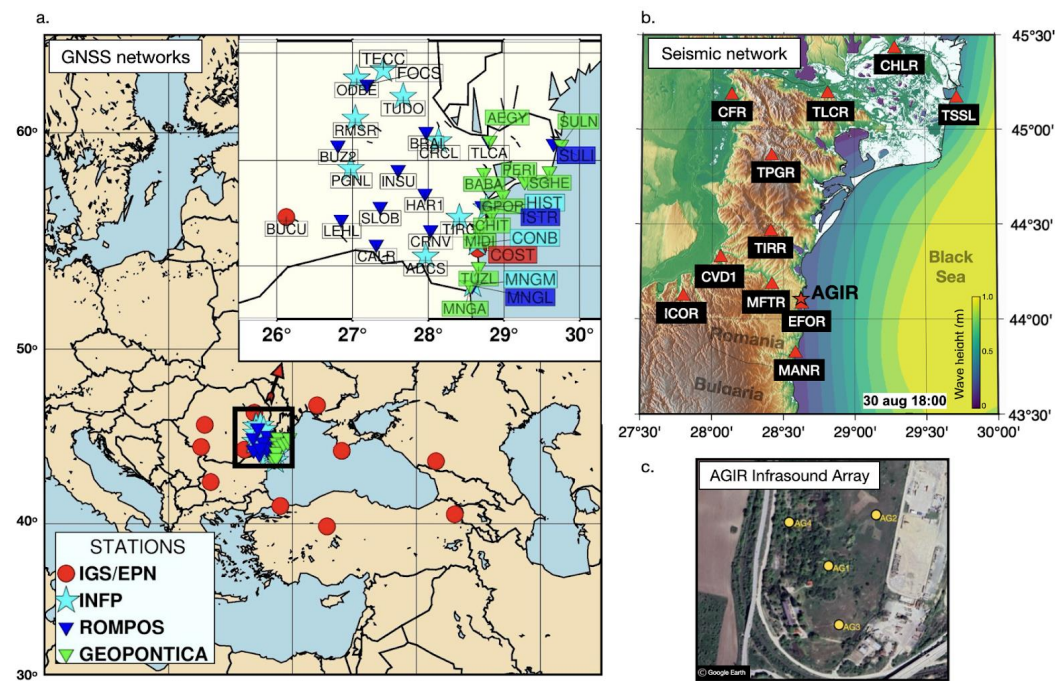 a.
GNSS networks
60°
50°
40°
30°
TECC
FOCS
ODBE
TUDO
RMSR
BUZ2
BRAL
CRCL
TLCA
AEGY
SULN
SULI
PGNL
INSU
PERI
BABA
SGHE
HAR1
GPOR
HIST
ISTR
BUCU
LEHL
SLOB
TIRG
CHIT
CRNV
MIDI
CONB
COST
CALR
ADCS
TUZL
MNGM
MNGL
MNGA
26°
27°
28°
29°
30°
STATIONS
IGS/EPN
INFP
ROMPOS
GEOPONTICA
b.
Seismic network
45°30'
45°00'
44°30'
44°00'
43°30'
CHLR
CFR
TLCR
TSSL
TPGR
TIRR
CVD1
Black
Sea
ICOR
MFTR
AGIR
EFOR
Romania
MANR
Bulgaria
Wave height (m)
1.0
0.5
0
30 aug 18:00
27°30'
28°00'
28°30'
29°00'
29°30'
30°00'
c.
AGIR Infrasound Array
AG4
AG2
AG1
AG3
© Google Earth